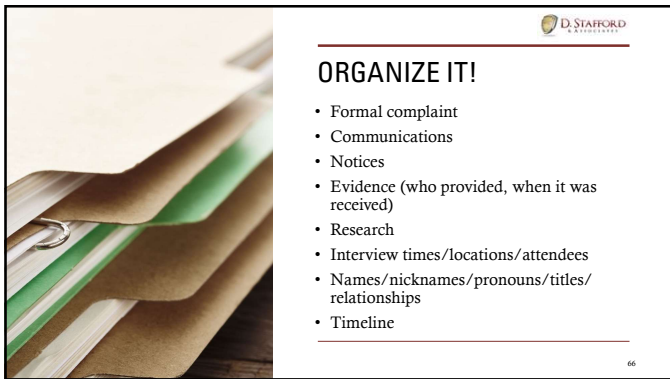 D. STAFFORD
& ASSOCIATES
ORGANIZE IT!
• Formal complaint
• Communications
• Notices
• Evidence (who provided, when it was
received)
• Research
• Interview times/locations/attendees
• Names/nicknames/pronouns/titles/
relationships
• Timeline
66